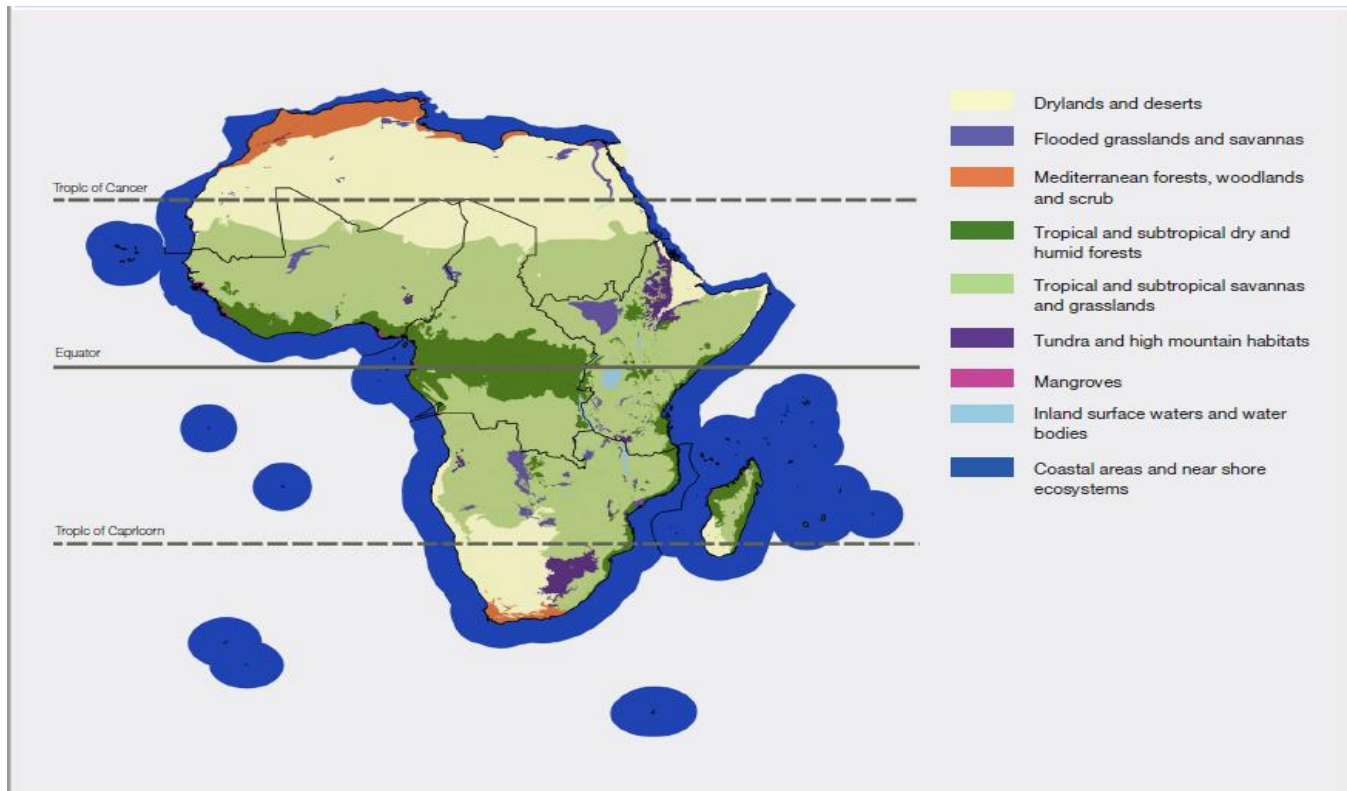 Tropic of Cancer
Equator
Tropic of Capricorn
Drylands and deserts
Flooded grasslands and savannas
Mediterranean forests, woodlands
and scrub
Tropical and subtropical dry and
humid forests
Tropical and subtropical savannas
and grasslands
Tundra and high mountain habitats
Mangroves
Inland surface waters and water
bodies
Coastal areas and near shore
ecosystems